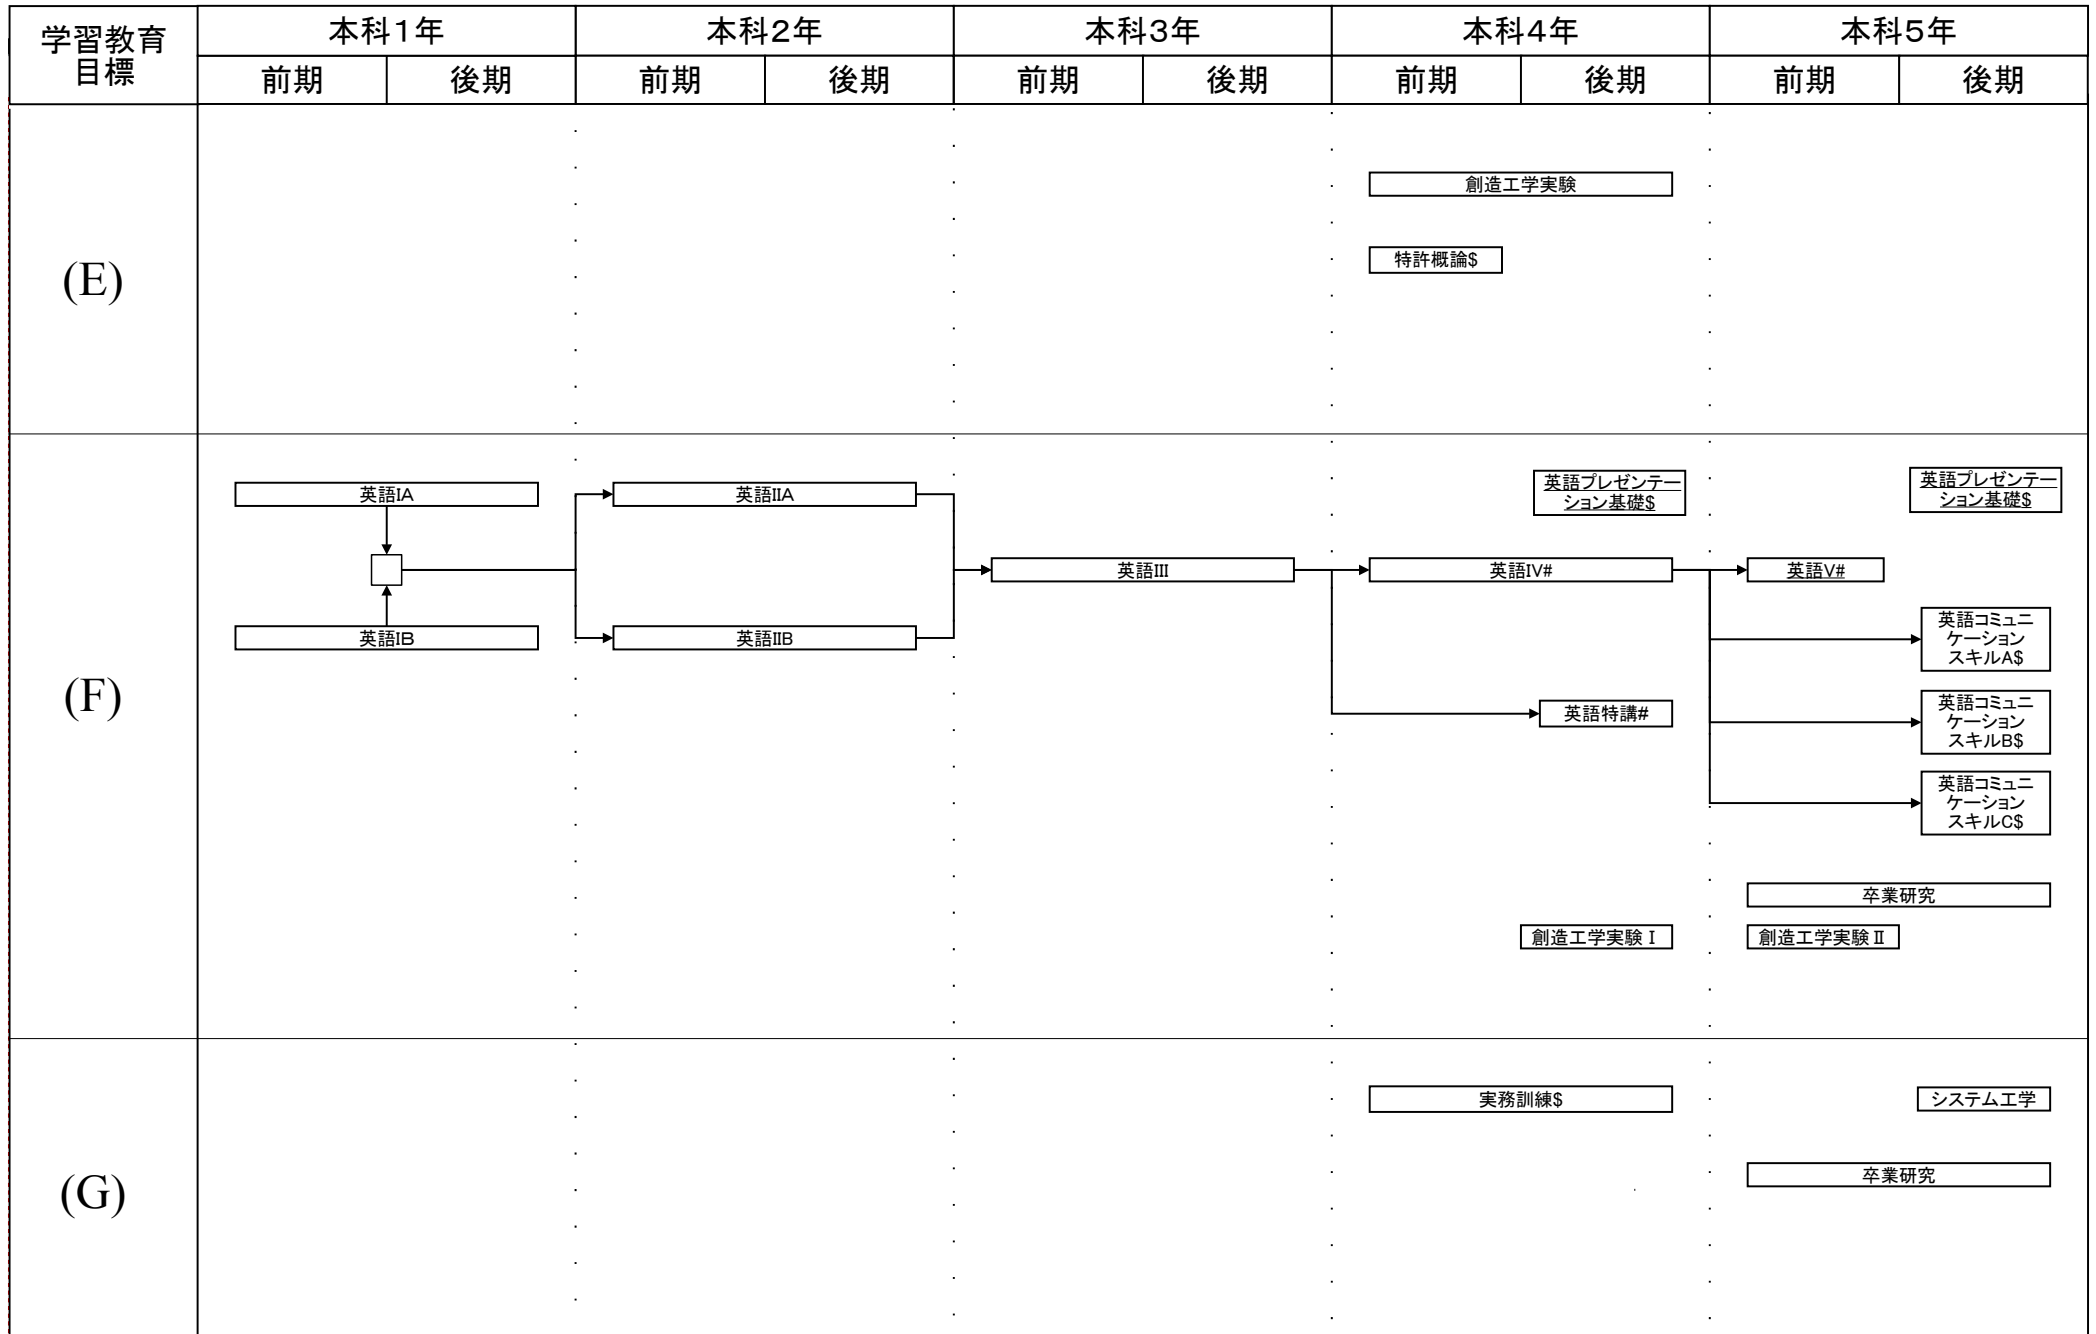 学習教育
目標
本科1年
本科2年
本科3年
本科4年
本科5年
前期
後期
前期
後期
前期
後期
前期
後期
前期
後期
(E)
創造工学実験
特許概論$
(F)
英語IA
英語IIA
英語プレゼンテー
ション基礎$
英語プレゼンテー
ション基礎$
英語III
英語IV#
英語V#
英語IB
英語IIB
英語コミュニ
ケーション
スキルA$
英語特講#
英語コミュニ
ケーション
スキルB$
英語コミュニ
ケーション
スキルC$
卒業研究
創造工学実験Ⅰ
創造工学実験Ⅱ
(G)
実務訓練$
システム工学
卒業研究